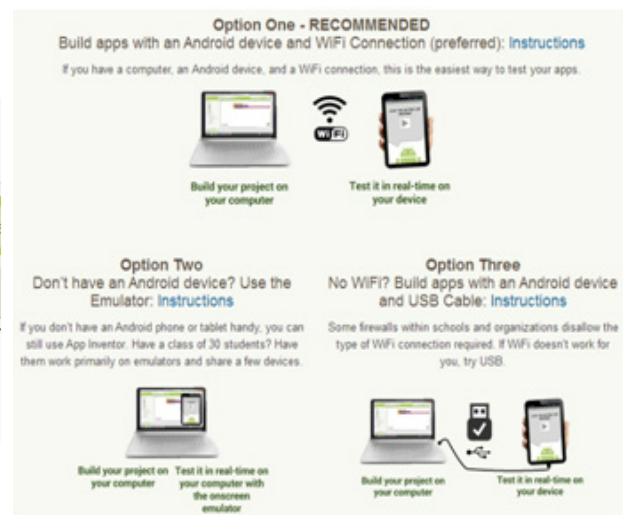 Option One - RECOMMENDED
Build apps with an Android device and WiFi Connection (preferred): Instructions
If you have a computer, an Android device, and a WiFi connection, this is the easiest way to test your apps.
WiFi
Build your project on
your computer
Test it in real-time on
your device
Option Two
Don't have an Android device? Use the
Emulator: Instructions
If you don't have an Android phone or tablet handy, you can
still use App Inventor. Have a class of 30 students? Have
them work primarily on emulators and share a few devices.
Build your project on
your computer
Test it in real-time on
your computer with
the onscreen
emulator
Option Three
No WiFi? Build apps with an Android device
and USB Cable: Instructions
Some firewalls within schools and organizations disallow the
type of WiFi connection required. If WiFi doesn't work for
you, try USB.
Build your project on
your computer
Test it in real-time on
your device